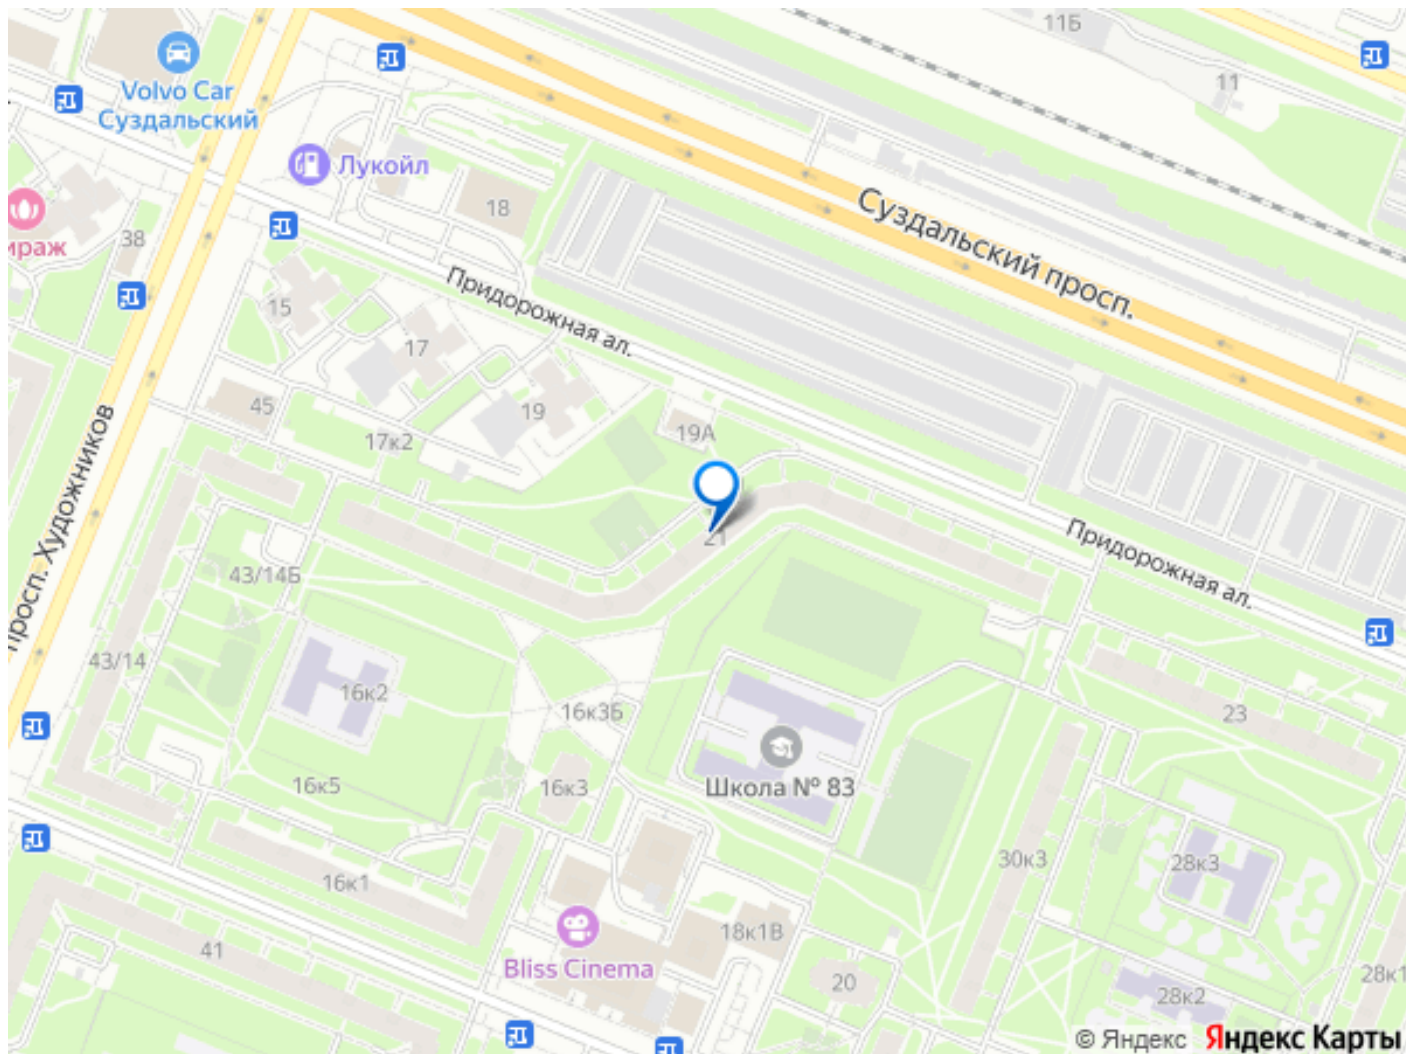 11Б
11
Volvo Car
Суздальский
Лукойл
18
Суздальский просп.
38
ираж
15
Придорожная ал.
17
19
45
19А
17к2
просп. Художников
21
Придорожная ал.
43/14Б
43/14
16к2
16к3Б
23
16к5
16к3
Школа № 83
30к3
28к3
16к1
18к1В
41
Bliss Cinema
20
28к1
28к2
© Яндекс Яндекс Карты